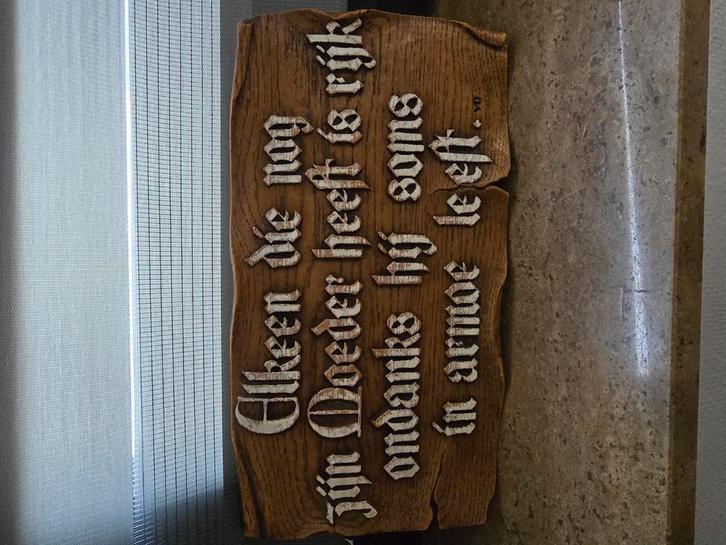 Elkeen die nog
zijn Moeder heeft is rijk
ondanks hij soms
in armoe leeft.